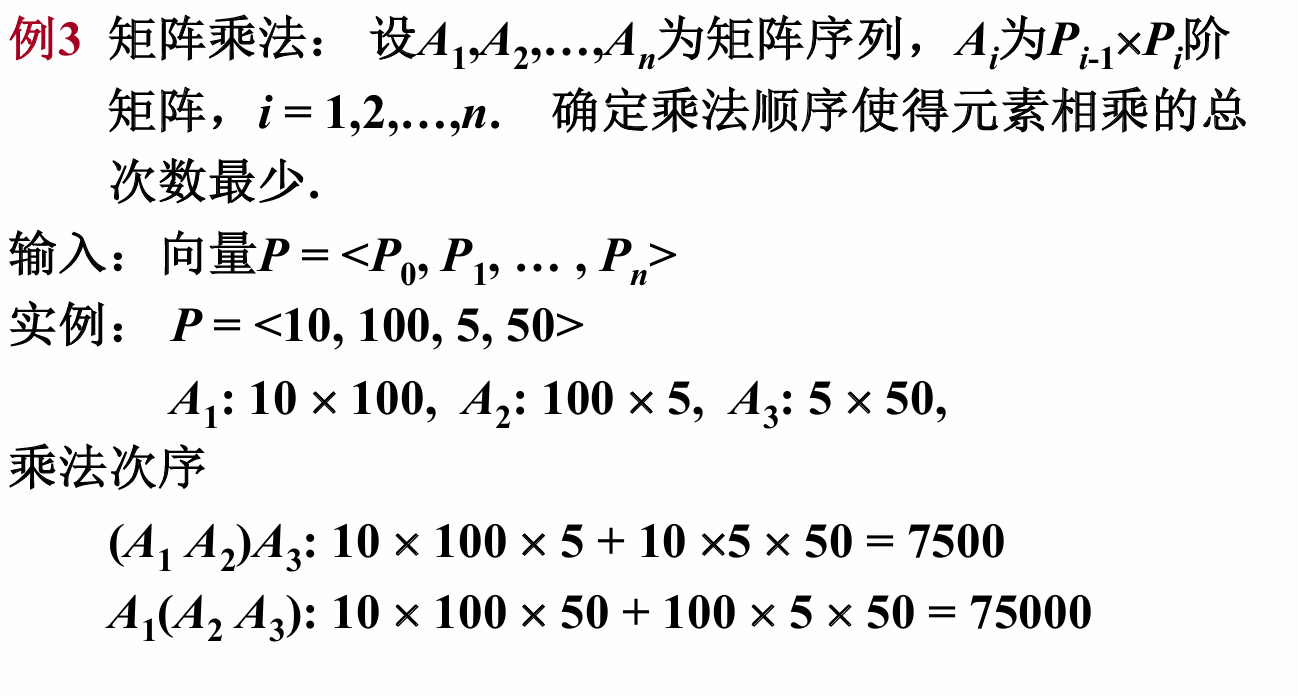 例3 矩阵乘法： 设A₁,A₂,…,Aₙ为矩阵序列，Aᵢ为Pᵢ₋₁×Pᵢ阶
矩阵，i = 1,2,…,n. 确定乘法顺序使得元素相乘的总
次数最少.
输入：向量P = <P₀, P₁, … , Pₙ>
实例： P = <10, 100, 5, 50>
A₁: 10 × 100, A₂: 100 × 5, A₃: 5 × 50,
乘法次序
(A₁ A₂)A₃: 10 × 100 × 5 + 10 ×5 × 50 = 7500
A₁(A₂ A₃): 10 × 100 × 50 + 100 × 5 × 50 = 75000